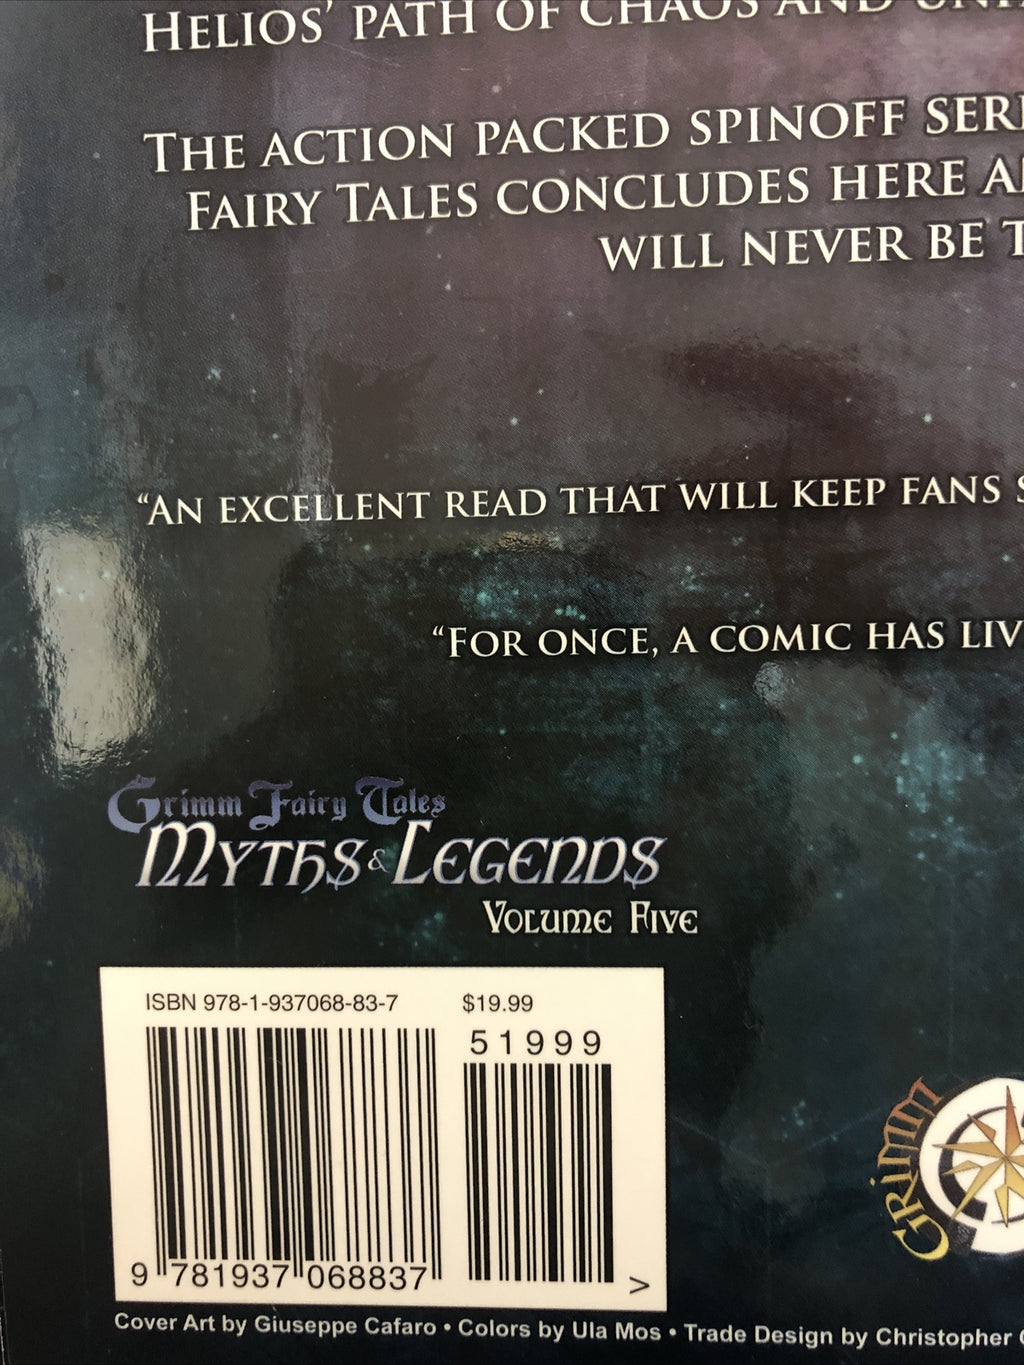 HELIOS' PATH OF CHAOS AND
THE ACTION PACKED SPINOFF
FAIRY TALES CONCLUDES HERE
WILL NEVER BE
“AN EXCELLENT READ THAT WILL KEEP FANS
“FOR ONCE, A COMIC HAS
Grimm Fairy Tales
MYTHS & LEGENDS
VOLUME FIVE
ISBN 978-1-937068-83-7 $19.99
51999
9 781937 068837 >
GRIMM
Cover Art by Giuseppe Cafaro • Colors by Ula Mos • Trade Design by Christopher